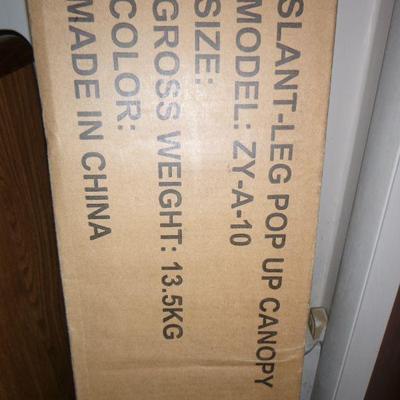 SLANT-LEG POP UP CANOPY
MODEL: ZY-A-10
SIZE:
GROSS WEIGHT: 13.5KG
COLOR:
MADE IN CHINA